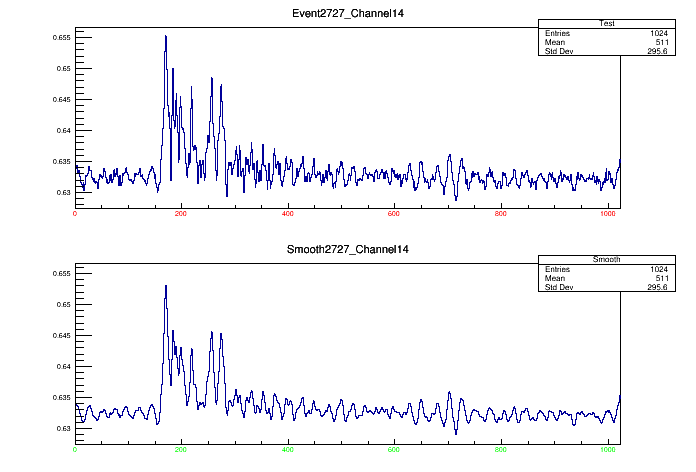 Event2727_Channel14
Test
Entries 1024
Mean 511
Std Dev 295.6
0.655
0.65
0.645
0.64
0.635
0.63
0 200 400 600 800 1000
Smooth2727_Channel14
Smooth
Entries 1024
Mean 511
Std Dev 295.6
0.655
0.65
0.645
0.64
0.635
0.63
0 200 400 600 800 1000